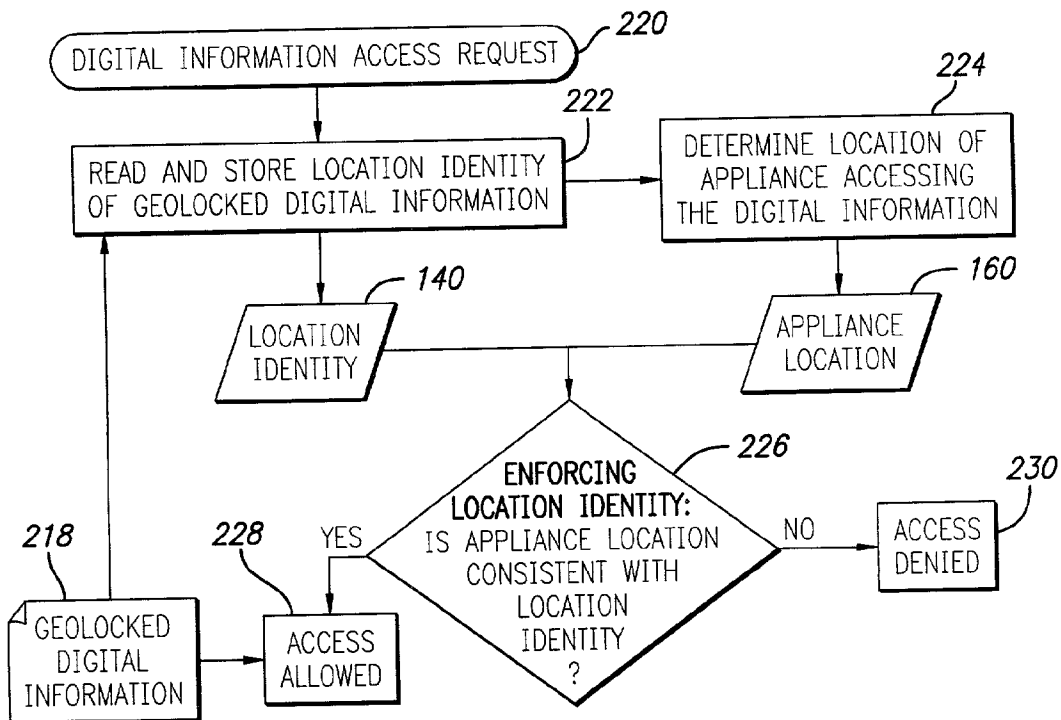 220
DIGITAL INFORMATION ACCESS REQUEST
222
READ AND STORE LOCATION IDENTITY
OF GEOLOCKED DIGITAL INFORMATION
224
DETERMINE LOCATION OF
APPLIANCE ACCESSING
THE DIGITAL INFORMATION
140
LOCATION
IDENTITY
160
APPLIANCE
LOCATION
226
ENFORCING
LOCATION IDENTITY:
IS APPLIANCE LOCATION
CONSISTENT WITH
LOCATION
IDENTITY
?
YES
NO
230
ACCESS
DENIED
218
GEOLOCKED
DIGITAL
INFORMATION
228
ACCESS
ALLOWED